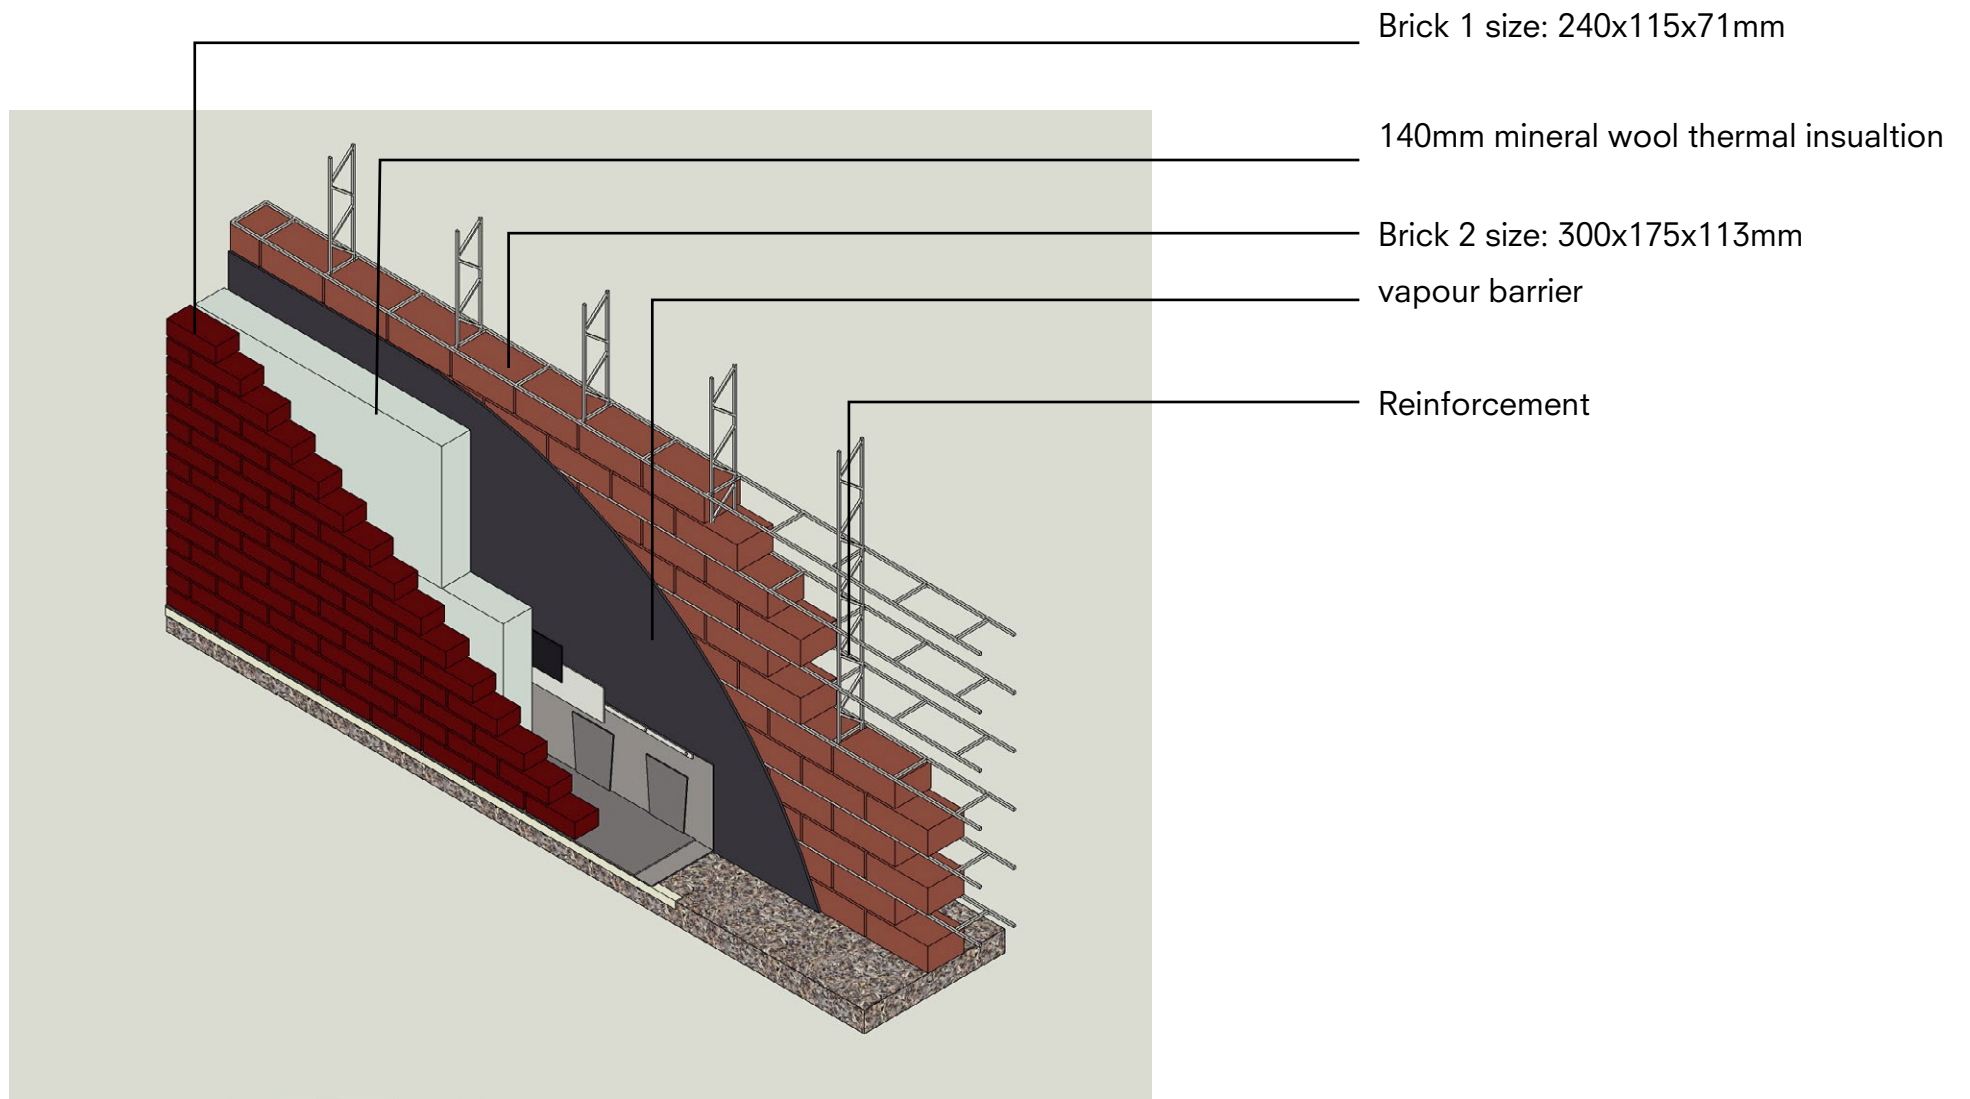 Brick 1 size: 240x115x71mm
140mm mineral wool thermal insualtion
Brick 2 size: 300x175x113mm
vapour barrier
Reinforcement